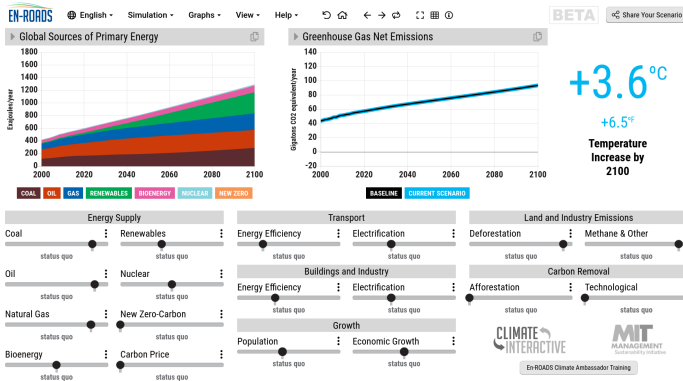 EN-ROADS
English
Simulation
Graphs
View
Help
BETA
Share Your Scenario
Global Sources of Primary Energy
Exajoules/year
1800
1600
1400
1200
1000
800
600
400
200
0
2000 2020 2040 2060 2080 2100
COAL OIL GAS RENEWABLES BIOENERGY NUCLEAR NEW ZERO
Greenhouse Gas Net Emissions
Gigatons CO2 equivalent/year
140
120
100
80
60
40
20
0
-20
2000 2020 2040 2060 2080 2100
BASELINE CURRENT SCENARIO
+3.6°C
+6.5°F
Temperature
Increase by
2100
Energy Supply
Coal
status quo
Renewables
status quo
Oil
status quo
Nuclear
status quo
Natural Gas
status quo
New Zero-Carbon
status quo
Bioenergy
status quo
Carbon Price
status quo
Transport
Energy Efficiency
status quo
Electrification
status quo
Buildings and Industry
Energy Efficiency
status quo
Electrification
status quo
Growth
Population
status quo
Economic Growth
status quo
Land and Industry Emissions
Deforestation
status quo
Methane & Other
status quo
Carbon Removal
Afforestation
status quo
Technological
status quo
CLIMATE
INTERACTIVE
MIT
MANAGEMENT
Sustainability Initiative
En-ROADS Climate Ambassador Training